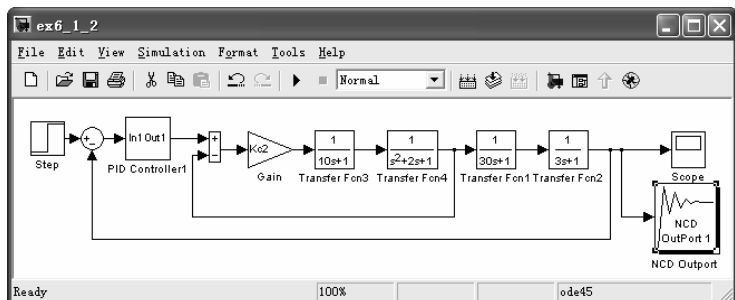 ex6_1_2
File Edit View Simulation Format Tools Help
Normal
Step
In1 Out1
PID Controller1
Kc2
Gain
1
10s+1
Transfer Fcn3
1
s²+2s+1
Transfer Fcn4
1
30s+1
Transfer Fcn1
1
3s+1
Transfer Fcn2
Scope
NCD
OutPort 1
NCD Outport
Ready 100% ode45